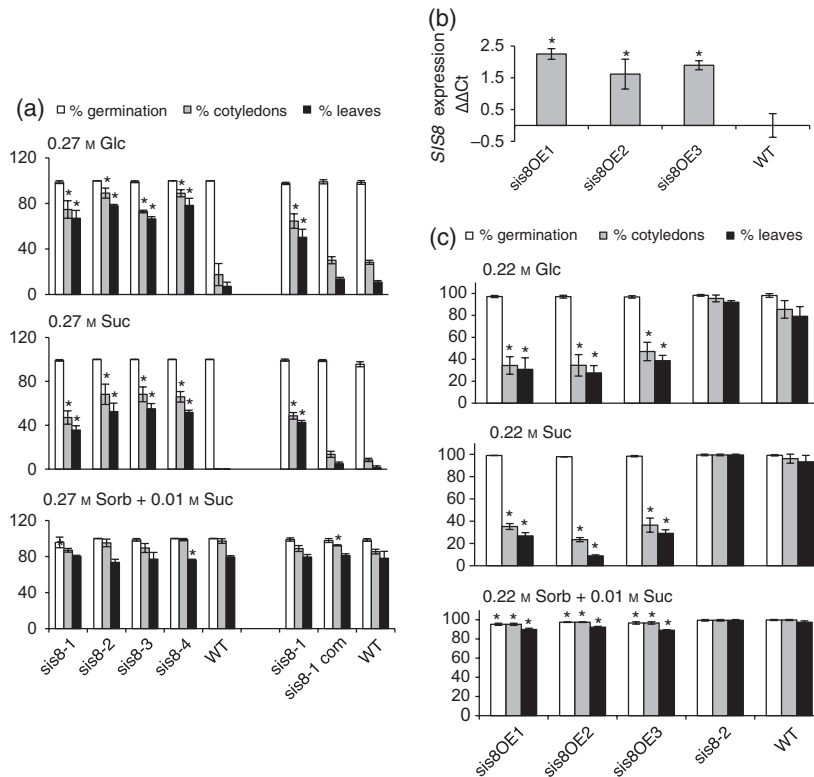 (a)
% germination % cotyledons % leaves
0.27 M Glc
120
80
40
0
* * * * * * * * * *
0.27 M Suc
120
80
40
0
* * * * * * * * * *
0.27 M Sorb + 0.01 M Suc
120
80
40
0
* *
sis8-1 sis8-2 sis8-3 sis8-4 WT sis8-1 sis8-1 com WT
(b)
SIS8 expression
ΔΔCt
2.5
1.5
0.5
–0.5
* * *
sis8OE1 sis8OE2 sis8OE3 WT
(c)
% germination % cotyledons % leaves
0.22 M Glc
100
80
60
40
20
0
* * * * * *
0.22 M Suc
100
80
60
40
20
0
* * * * * *
0.22 M Sorb + 0.01 M Suc
100
80
60
40
20
0
* * * * * * * * *
sis8OE1 sis8OE2 sis8OE3 sis8-2 WT